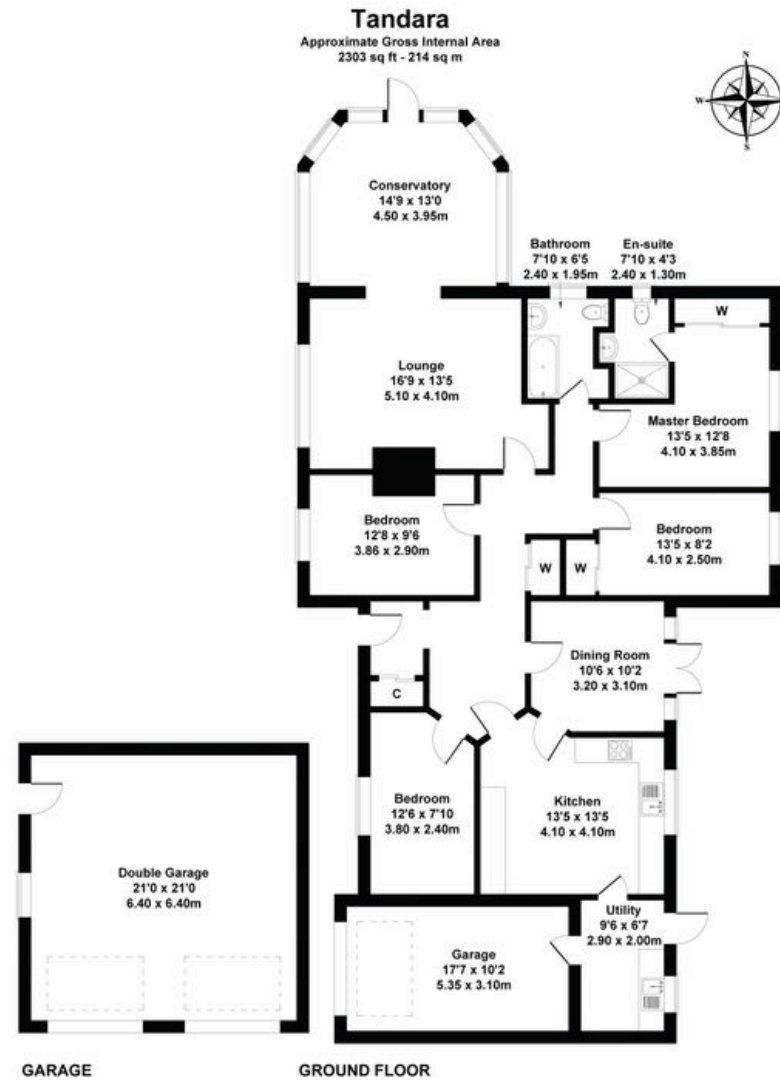 Tandara
Approximate Gross Internal Area
2303 sq ft - 214 sq m
N
W
S
Conservatory
14'9 x 13'0
4.50 x 3.95m
Bathroom
7'10 x 6'5
2.40 x 1.95m
En-suite
7'10 x 4'3
2.40 x 1.30m
W
Lounge
16'9 x 13'5
5.10 x 4.10m
Master Bedroom
13'5 x 12'8
4.10 x 3.85m
Bedroom
12'8 x 9'6
3.86 x 2.90m
Bedroom
13'5 x 8'2
4.10 x 2.50m
W
W
Dining Room
10'6 x 10'2
3.20 x 3.10m
C
Bedroom
12'6 x 7'10
3.80 x 2.40m
Kitchen
13'5 x 13'5
4.10 x 4.10m
Double Garage
21'0 x 21'0
6.40 x 6.40m
Utility
9'6 x 6'7
2.90 x 2.00m
Garage
17'7 x 10'2
5.35 x 3.10m
GARAGE
GROUND FLOOR